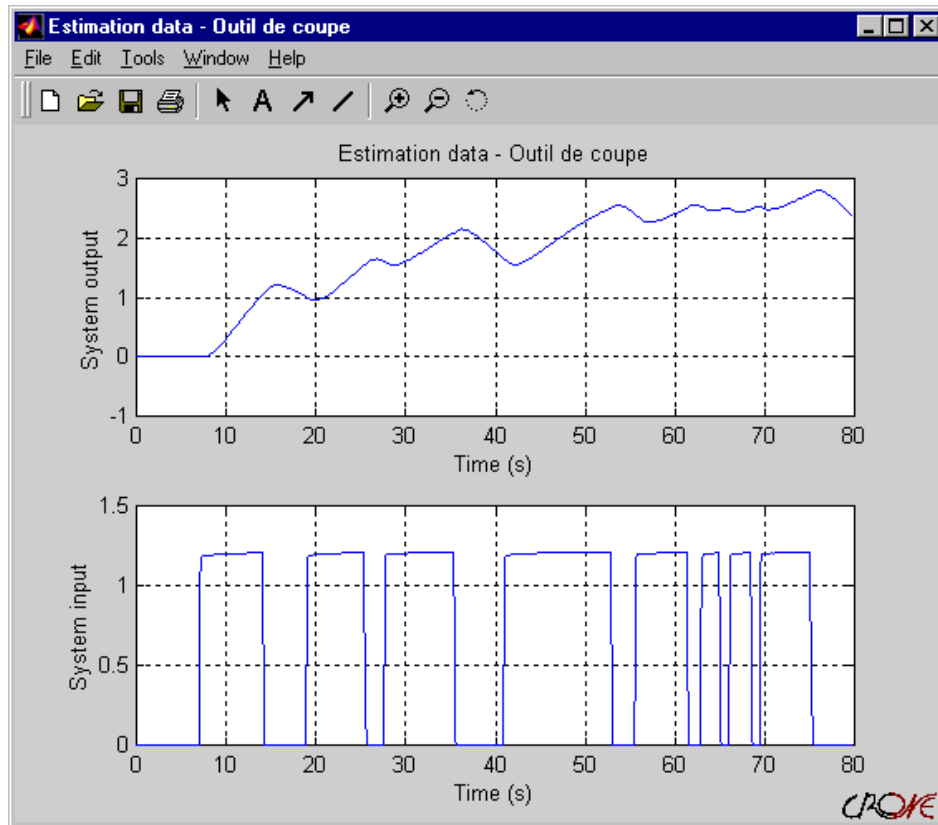 Estimation data - Outil de coupe
File Edit Tools Window Help
A
Estimation data - Outil de coupe
System output
3
2
1
0
-1
0 10 20 30 40 50 60 70 80
Time (s)
System input
1.5
1
0.5
0
0 10 20 30 40 50 60 70 80
Time (s)
CRONE